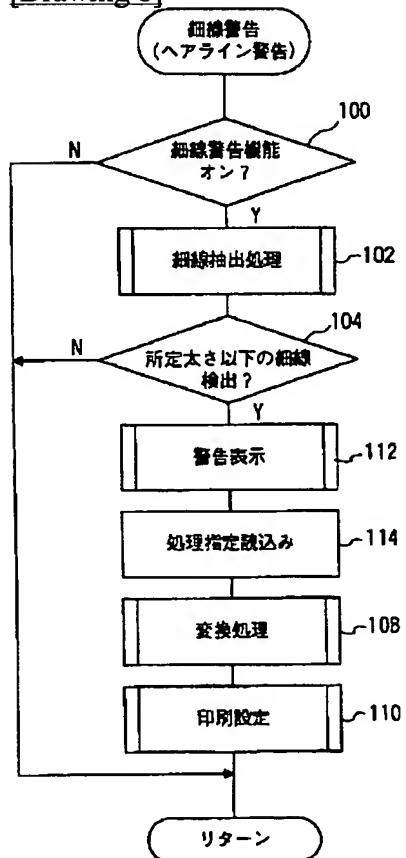 [Drawing 8]
細線警告
(ヘアライン警告)
100
N
細線警告機能
オン?
Y
細線抽出処理
102
104
N
所定太さ以下の細線
検出?
Y
警告表示
112
処理指定読込み
114
変換処理
108
印刷設定
110
リターン